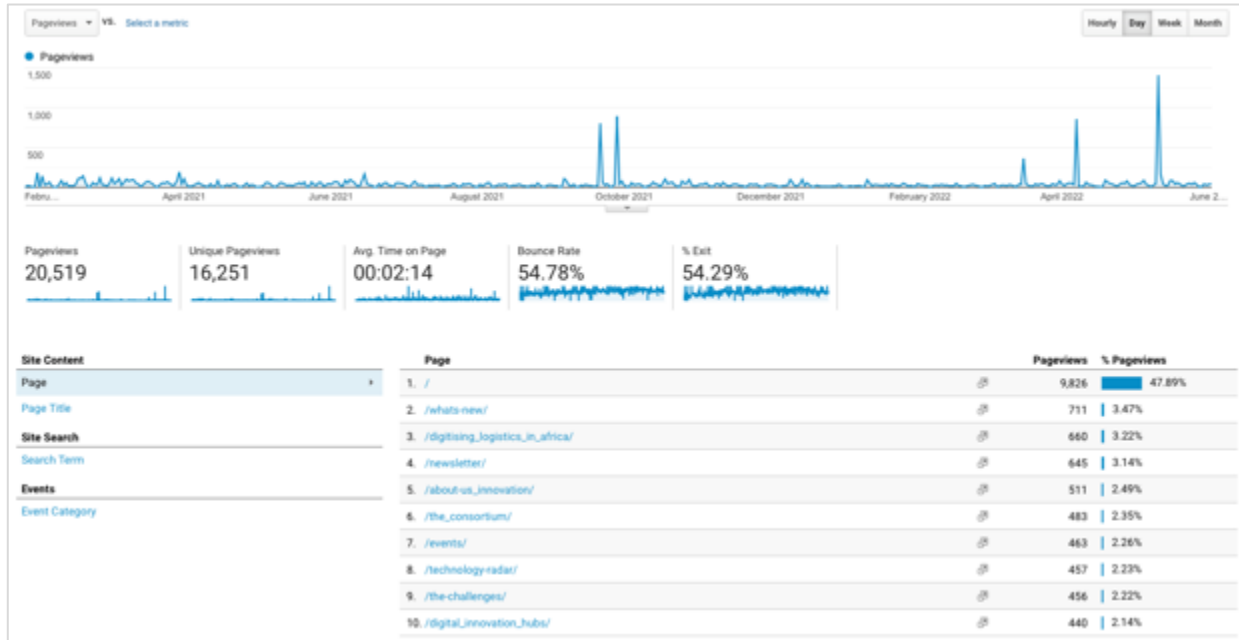 Pageviews VS. Select a metric
Hourly Day Week Month
Pageviews
1,500
1,000
500
Febru... April 2021 June 2021 August 2021 October 2021 December 2021 February 2022 April 2022 June 2...
Pageviews Unique Pageviews Avg. Time on Page Bounce Rate % Exit
20,519 16,251 00:02:14 54.78% 54.29%
Site Content Page Pageviews % Pageviews
Page 1. / 9,826 47.89%
Page Title 2. /whats-new/ 711 3.47%
Site Search 3. /digitising_logistics_in_africa/ 660 3.22%
Search Term 4. /newsletter/ 645 3.14%
Events 5. /about-us_innovation/ 511 2.49%
Event Category 6. /the_consortium/ 483 2.35%
7. /events/ 463 2.26%
8. /technology-radar/ 457 2.23%
9. /the-challenges/ 456 2.22%
10. /digital_innovation_hubs/ 440 2.14%